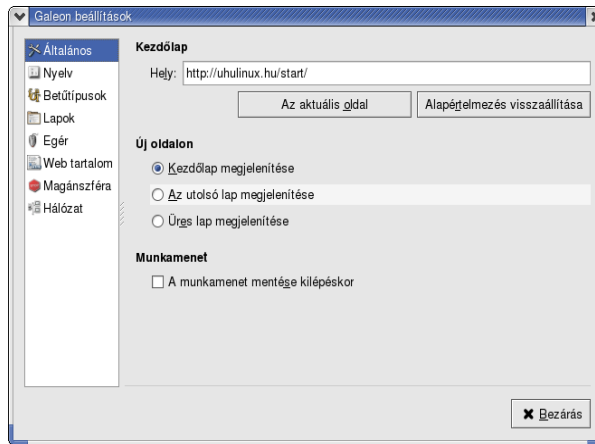 Galeon beállítások
Általános
Nyelv
Betűtípusok
Lapok
Egér
Web tartalom
Magánszféra
Hálózat
Kezdőlap
Hely: http://uhulinux.hu/start/
Az aktuális oldal Alapértelmezés visszaállítása
Új oldalon
Kezdőlap megjelenítése
Az utolsó lap megjelenítése
Üres lap megjelenítése
Munkamenet
A munkamenet mentése kilépéskor
Bezárás